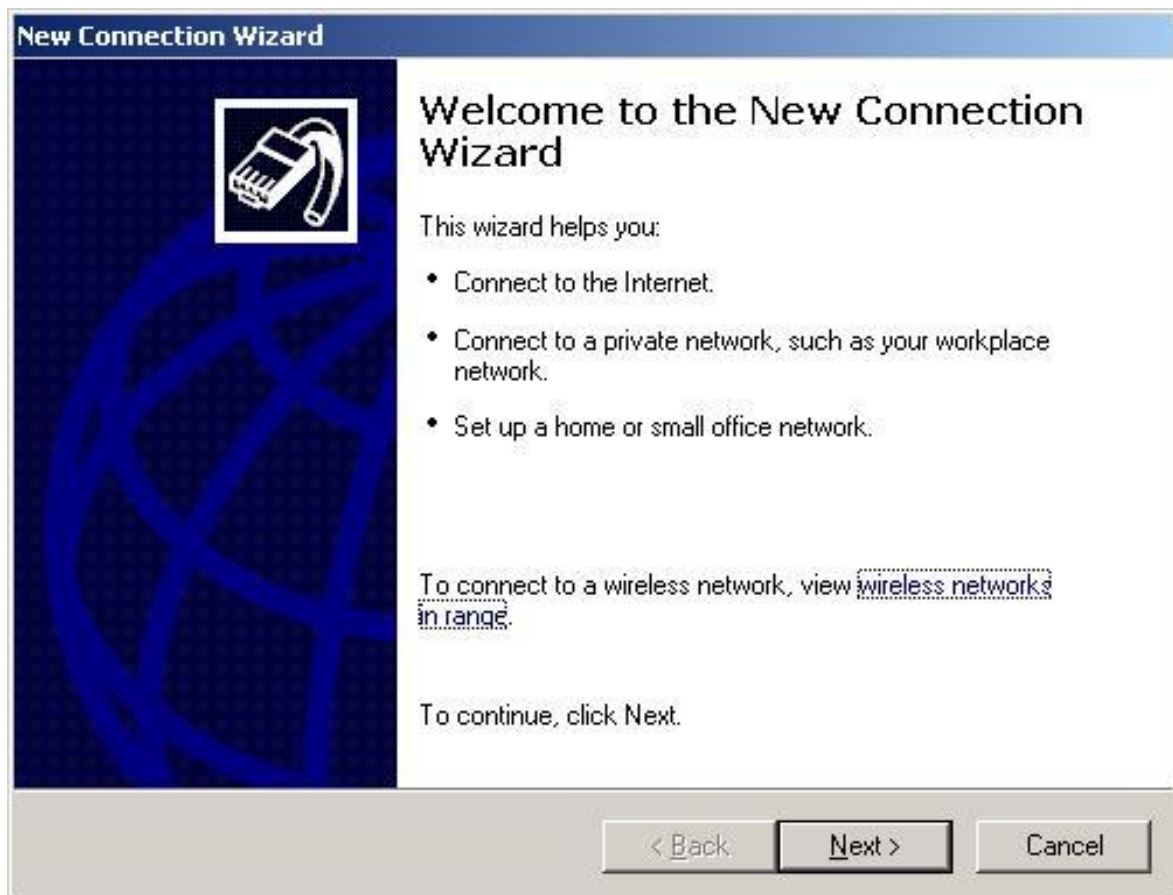 New Connection Wizard
Welcome to the New Connection
Wizard
This wizard helps you:
• Connect to the Internet.
• Connect to a private network, such as your workplace
network.
• Set up a home or small office network.
To connect to a wireless network, view wireless networks
in range.
To continue, click Next.
< Back Next > Cancel